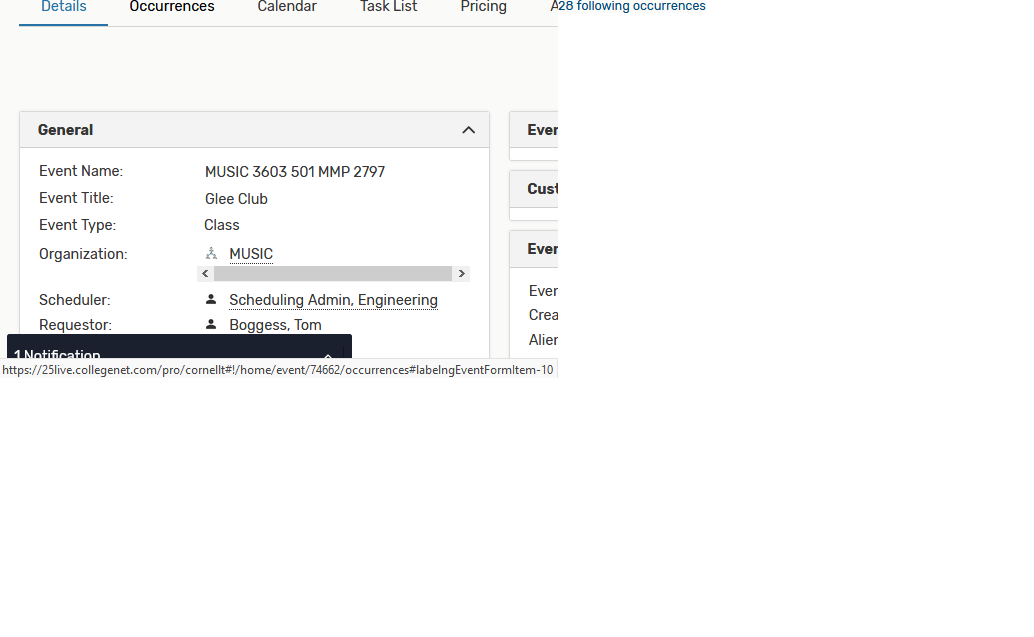 Details Occurrences Calendar Task List Pricing
28 following occurrences
General
Event Name: MUSIC 3603 501 MMP 2797
Event Title: Glee Club
Event Type: Class
Organization: MUSIC
Scheduler: Scheduling Admin, Engineering
Requestor: Boggess, Tom
1 Notification
Even
Cust
Even
Even
Crea
Alien
https://25live.collegenet.com/pro/cornellt#!/home/event/74662/occurrences#labelngEventFormItem-10